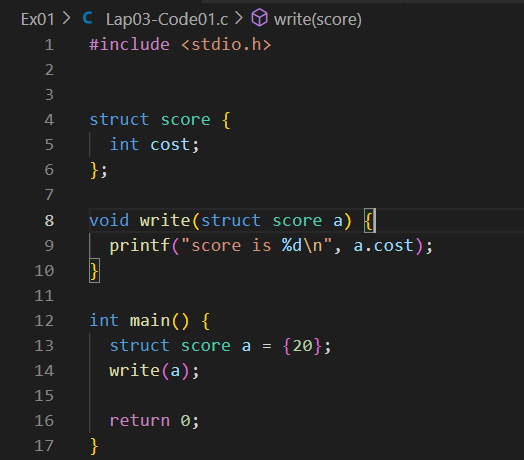 Ex01 > C Lap03-Code01.c > write(score)
1 #include <stdio.h>
2
3
4 struct score {
5   int cost;
6 };
7
8 void write(struct score a) {
9   printf("score is %d\n", a.cost);
10 }
11
12 int main() {
13   struct score a = {20};
14   write(a);
15
16   return 0;
17 }